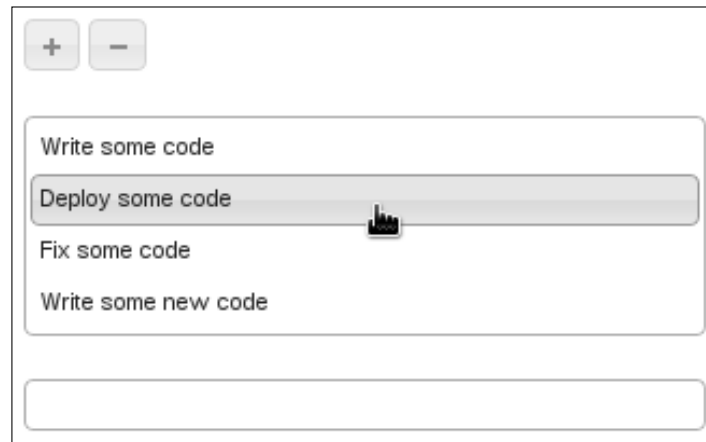 + −
Write some code
Deploy some code
Fix some code
Write some new code